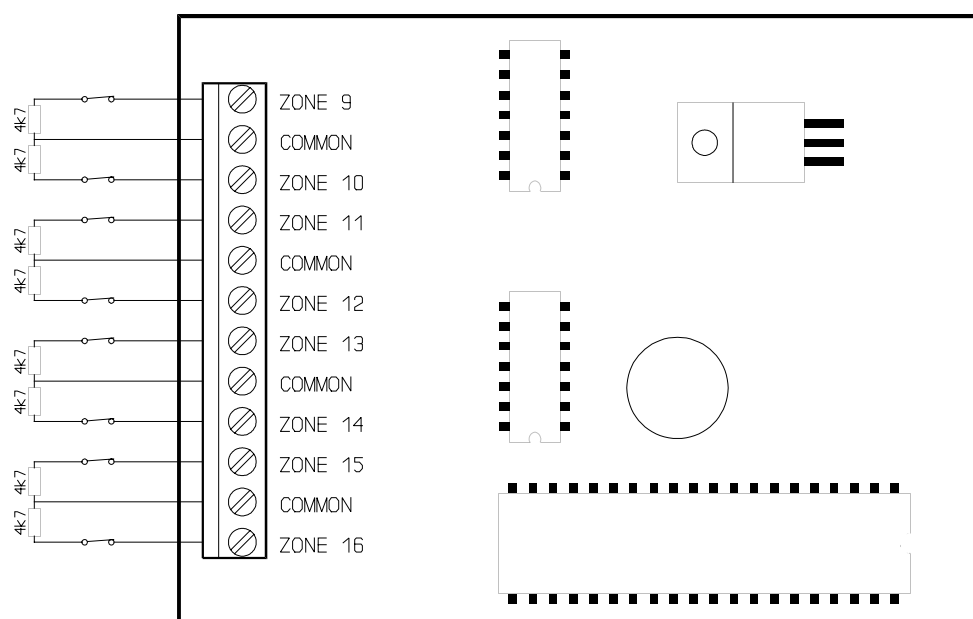 4k7
ZONE 9
COMMON
4k7
ZONE 10
ZONE 11
4k7
COMMON
4k7
ZONE 12
ZONE 13
4k7
COMMON
4k7
ZONE 14
ZONE 15
4k7
COMMON
4k7
ZONE 16